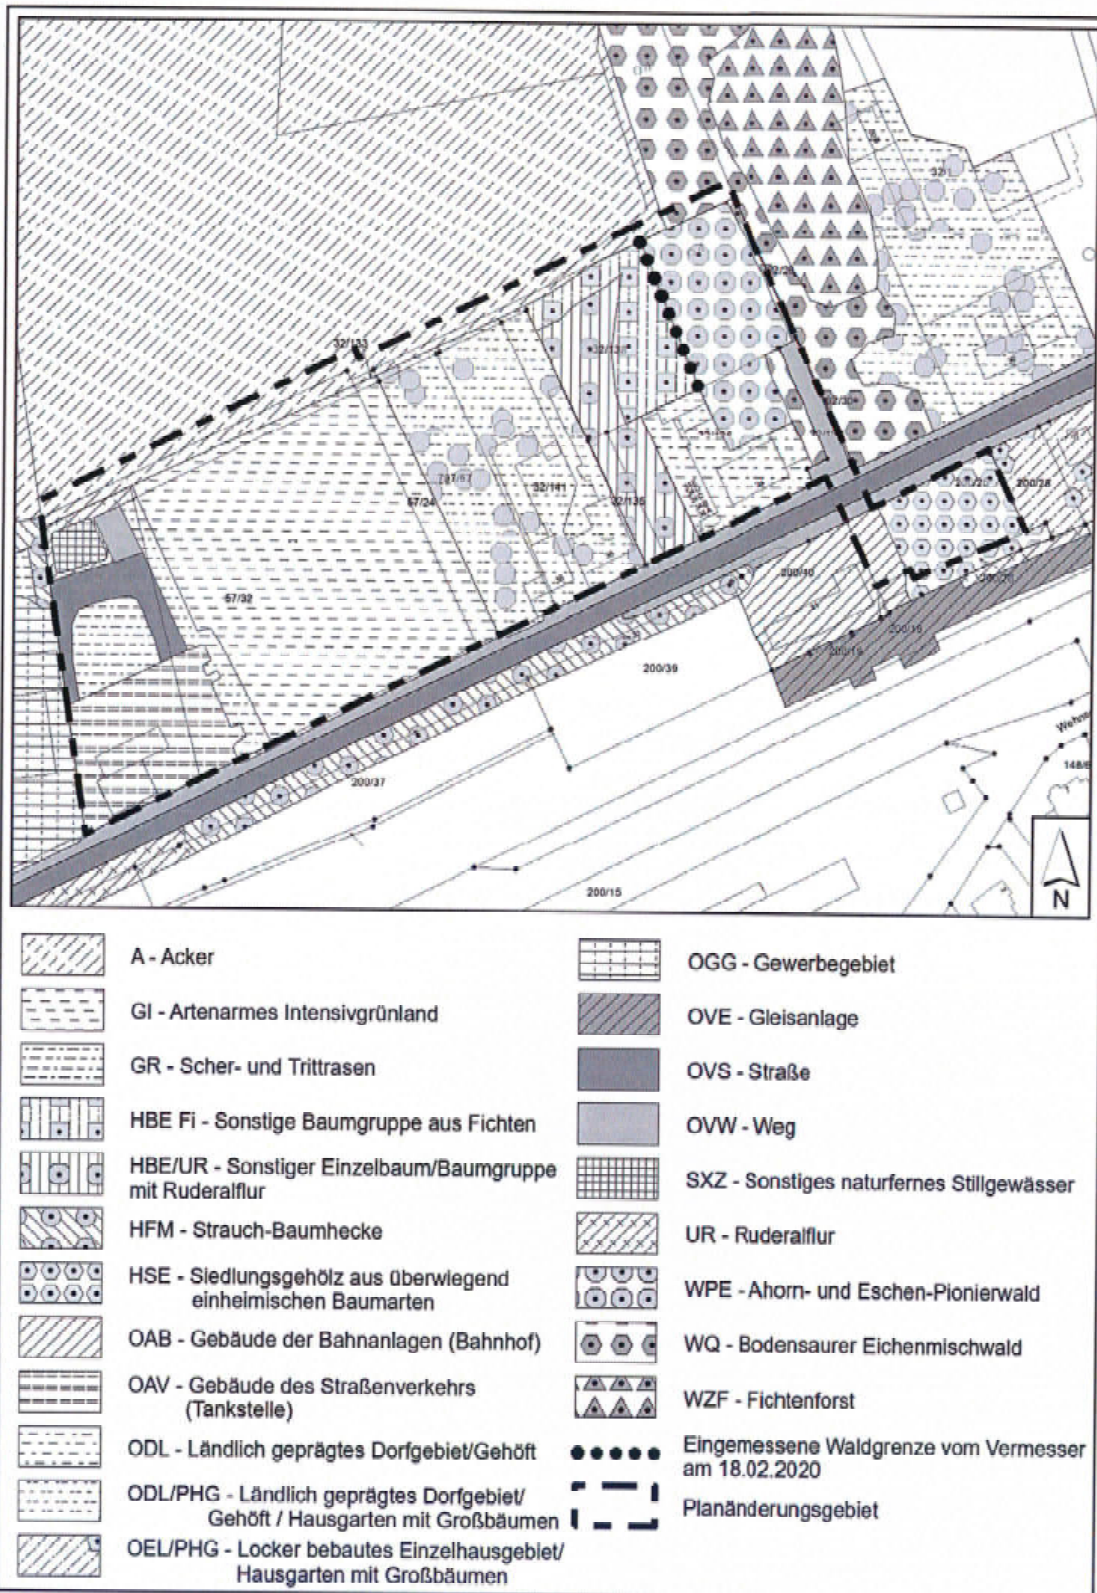 32/1
32/133
32/141
57/24
32/135
57/32
200/28
200/40
200/19
200/39
200/37
200/15
148/6
N
A - Acker
GI - Artenarmes Intensivgrünland
GR - Scher- und Trittrasen
HBE Fi - Sonstige Baumgruppe aus Fichten
HBE/UR - Sonstiger Einzelbaum/Baumgruppe
mit Ruderalflur
HFM - Strauch-Baumhecke
HSE - Siedlungsgehölz aus überwiegend
einheimischen Baumarten
OAB - Gebäude der Bahnanlagen (Bahnhof)
OAV - Gebäude des Straßenverkehrs
(Tankstelle)
ODL - Ländlich geprägtes Dorfgebiet/Gehöft
ODL/PHG - Ländlich geprägtes Dorfgebiet/
Gehöft / Hausgarten mit Großbäumen
OEL/PHG - Locker bebautes Einzelhausgebiet/
Hausgarten mit Großbäumen
OGG - Gewerbegebiet
OVE - Gleisanlage
OVS - Straße
OVW - Weg
SXZ - Sonstiges naturfernes Stillgewässer
UR - Ruderalflur
WPE - Ahorn- und Eschen-Pionierwald
WQ - Bodensaurer Eichenmischwald
WZF - Fichtenforst
Eingemessene Waldgrenze vom Vermesser
am 18.02.2020
Planänderungsgebiet